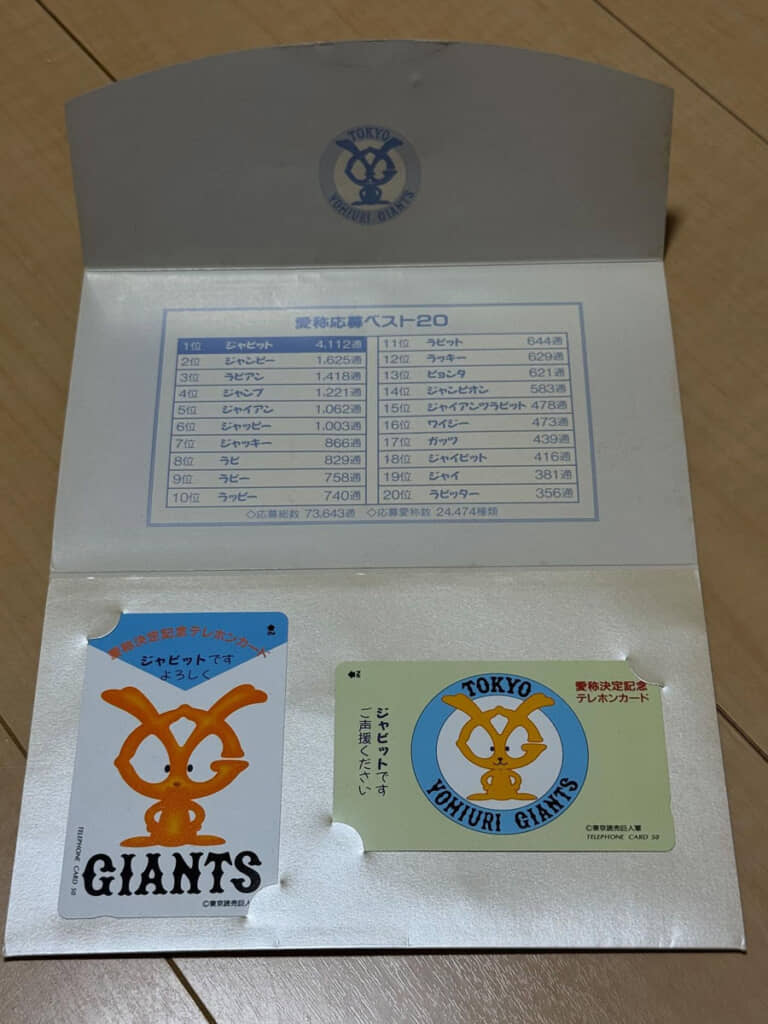 TOKYO
YOMIURI GIANTS
愛称応募ベスト20
1位 ジャビット 4,112通
2位 ジャンビー 1,625通
3位 ラビアン 1,418通
4位 ジャンプ 1,221通
5位 ジャイアン 1,062通
6位 ジャッピー 1,003通
7位 ジャッキー 866通
8位 ラビ 829通
9位 ラビー 758通
10位 ラッピー 740通
11位 ラビット 644通
12位 ラッキー 629通
13位 ピョンタ 621通
14位 ジャンピオン 583通
15位 ジャイアンツラビット 478通
16位 ワイジー 473通
17位 ガッツ 439通
18位 ジャイビット 416通
19位 ジャイ 381通
20位 ラビッター 356通
◇応募総数 73,643通 ◇応募愛称数 24,474種類
愛称決定記念テレホンカード
ジャビットです
よろしく
YG
GIANTS
TELEPHONE CARD 50
©東京読売巨人
愛称決定記念
テレホンカード
ジャビットです
ご声援ください
TOKYO
YG
YOMIURI GIANTS
©東京読売巨人軍
TELEPHONE CARD 50